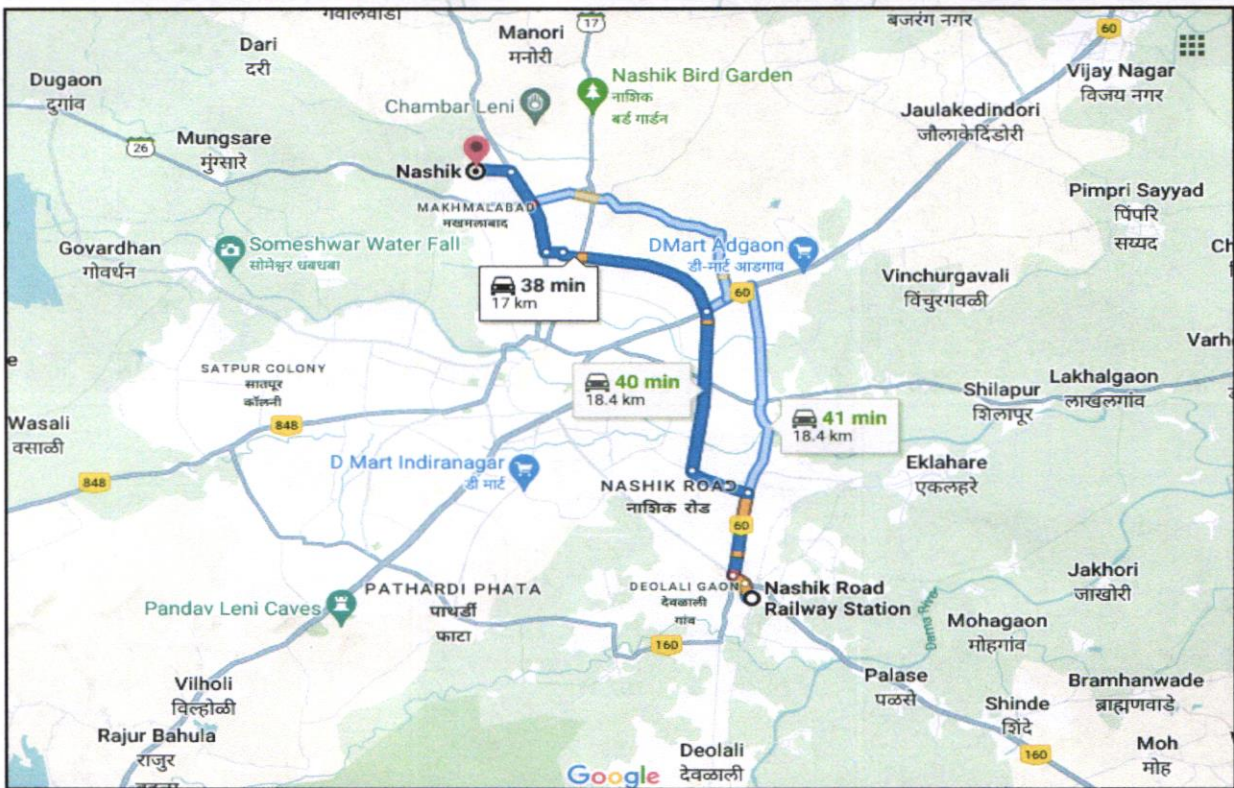 गवालवाडी
17
बजरंग नगर
60
Dari
दरी
Manori
मनोरी
Dugaon
दुगांव
Nashik Bird Garden
नाशिक
बर्ड गार्डन
Vijay Nagar
विजय नगर
Chambar Leni
Jaulakedindori
जौलाकेदिंडोरी
26
Mungsare
मुंग्सारे
Nashik
Pimpri Sayyad
पिंपरि
सय्यद
MAKHMALABAD
मखमलाबाद
Govardhan
गोवर्धन
Someshwar Water Fall
सोमेश्वर धबधबा
DMart Adgaon
डी-मार्ट आडगाव
Ch
Vinchurgavali
विंचुरगवळी
38 min
17 km
60
Varh
e
SATPUR COLONY
सातपूर
कॉलनी
40 min
18.4 km
Shilapur
शिलापूर
Lakhalgaon
लाखलगांव
Wasali
वसाळी
848
41 min
18.4 km
D Mart Indiranagar
डी मार्ट
848
NASHIK ROAD
नाशिक रोड
Eklahare
एकलहरे
60
PATHARDI PHATA
पाथर्डी
फाटा
DEOLALI GAON
देवळाली
गांव
Nashik Road
Railway Station
Jakhori
जाखोरी
Pandav Leni Caves
Darna River
Mohagaon
मोहगांव
160
Vilholi
विल्होळी
Palase
पळसे
Bramhanwade
ब्राह्मणवाडे
Shinde
शिंदे
Rajur Bahula
राजुर
Deolali
देवळाली
160
Moh
मोह
Google